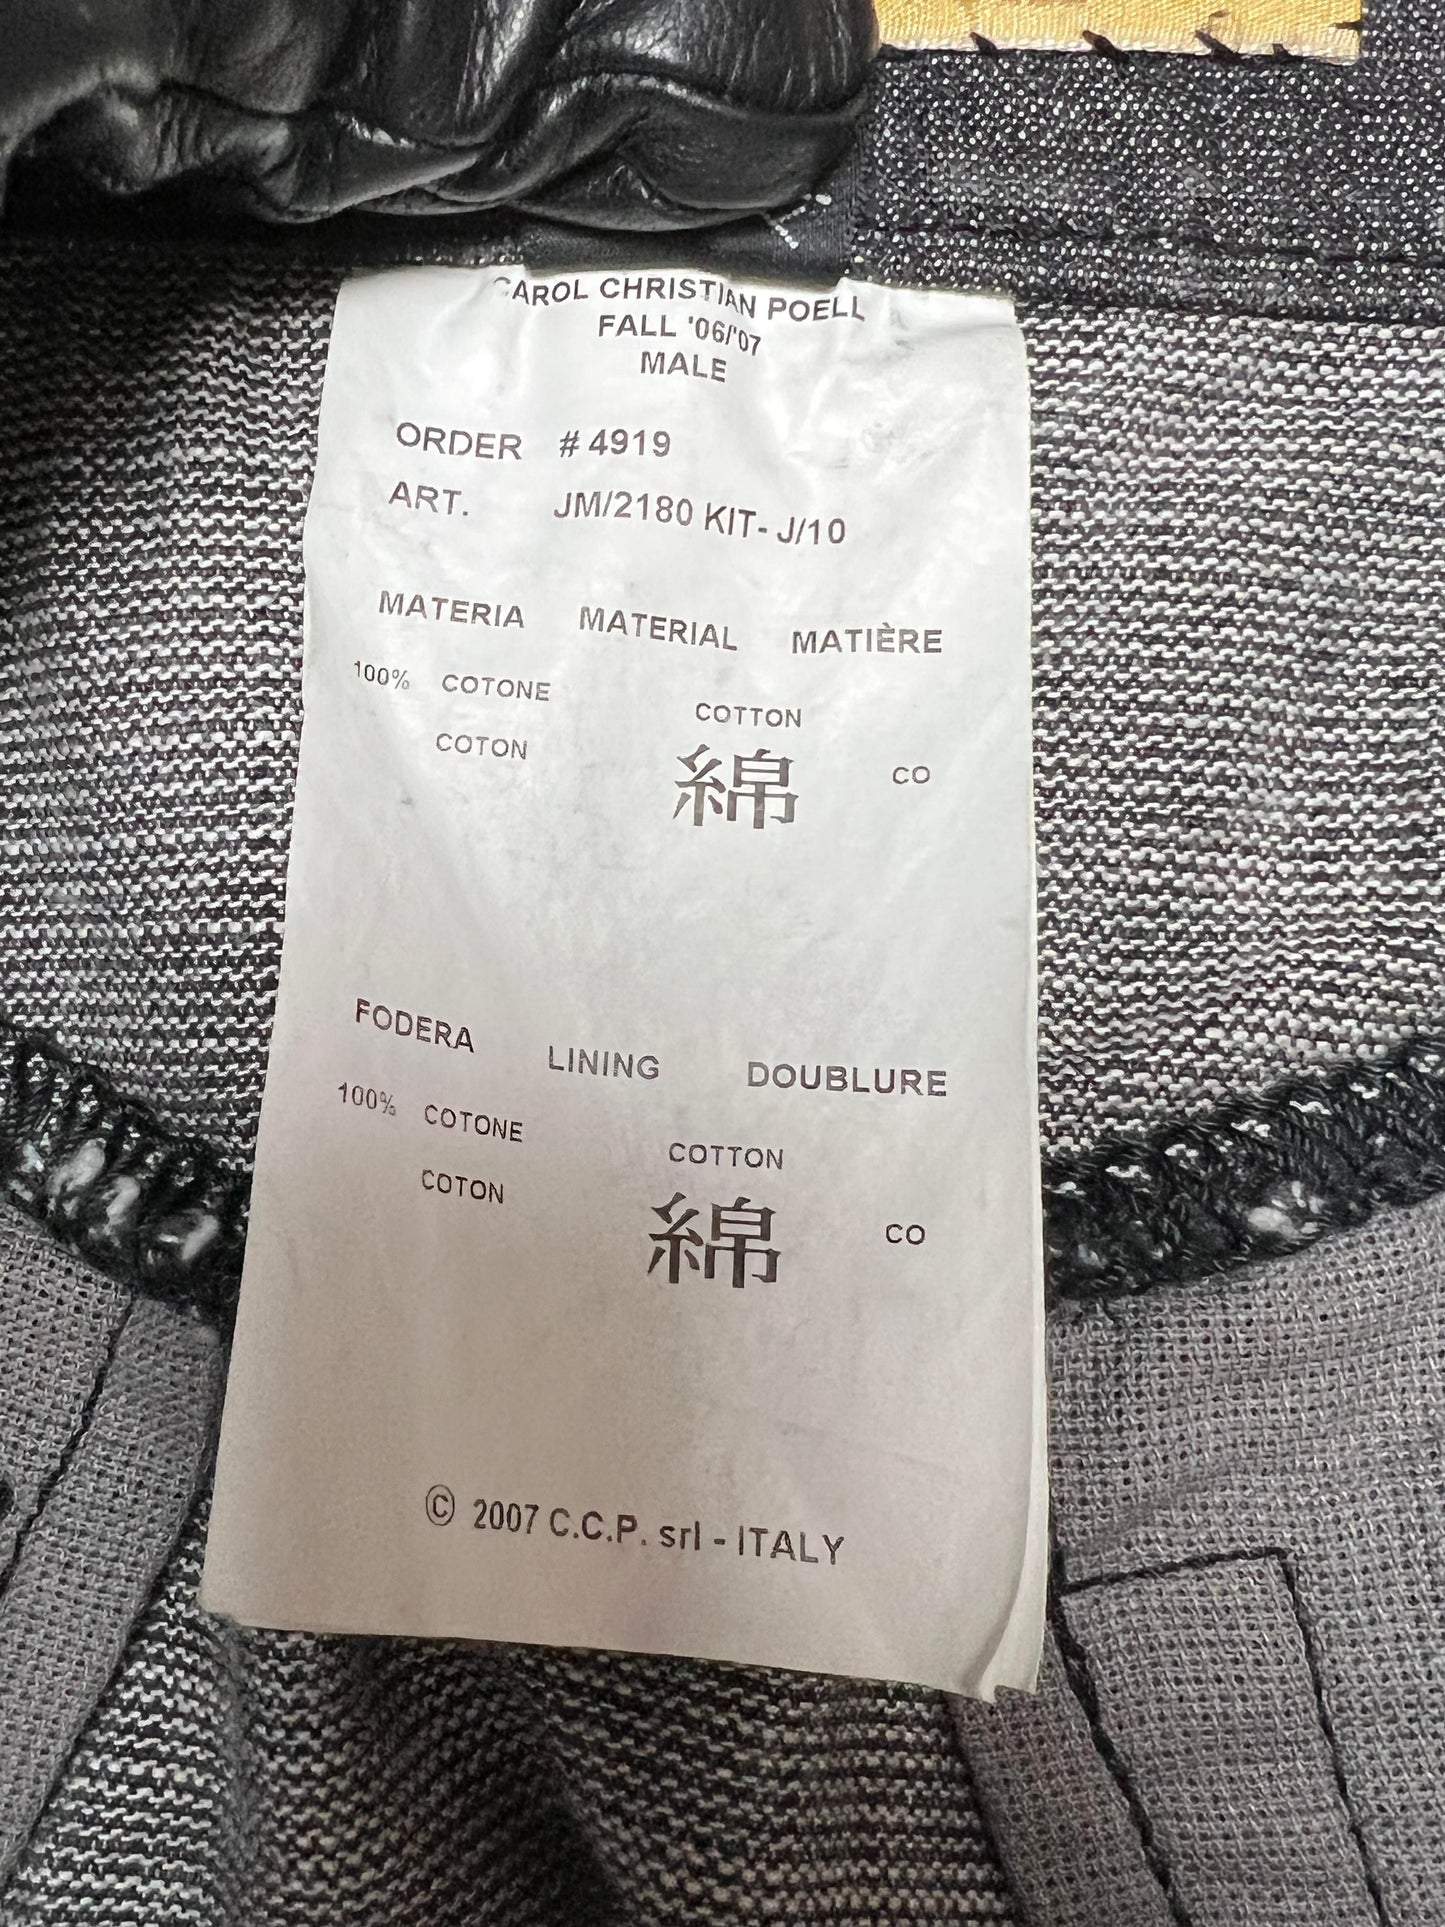 CAROL CHRISTIAN POELL
FALL '06/'07
MALE
ORDER # 4919
ART. JM/2180 KIT- J/10
MATERIA MATERIAL MATIÈRE
100% COTONE COTTON
COTON 綿 CO
FODERA LINING DOUBLURE
100% COTONE COTTON
COTON 綿 CO
© 2007 C.C.P. srl - ITALY